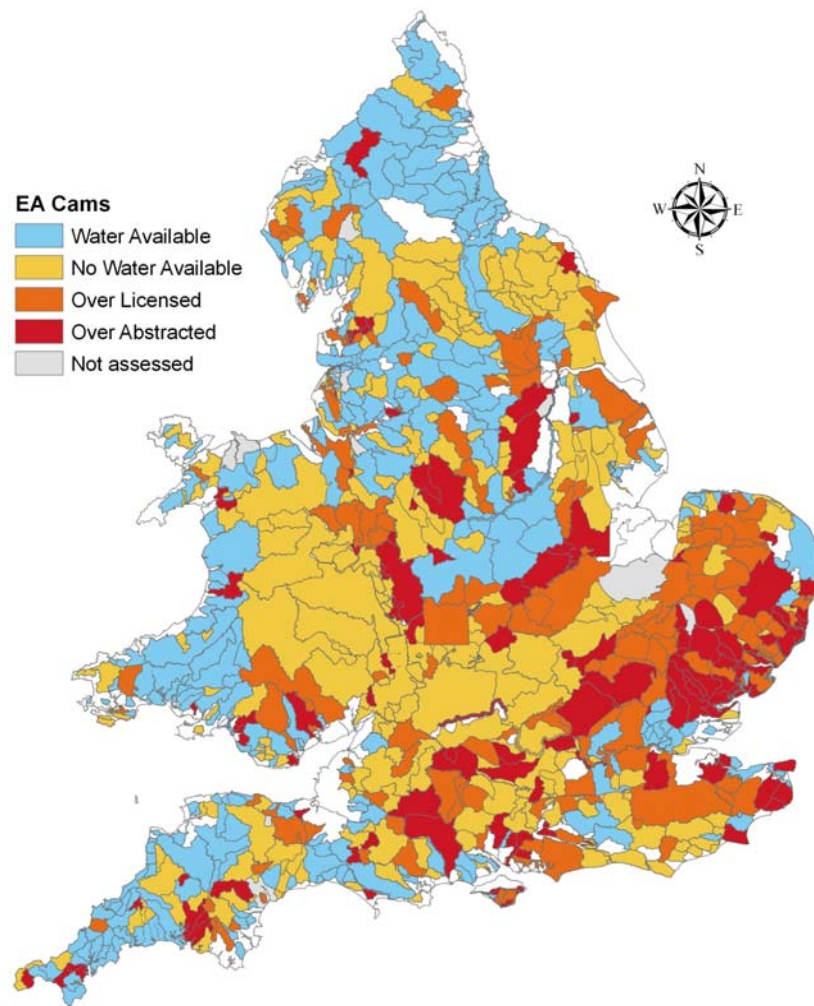 N
W E
S
EA Cams
Water Available
No Water Available
Over Licensed
Over Abstracted
Not assessed